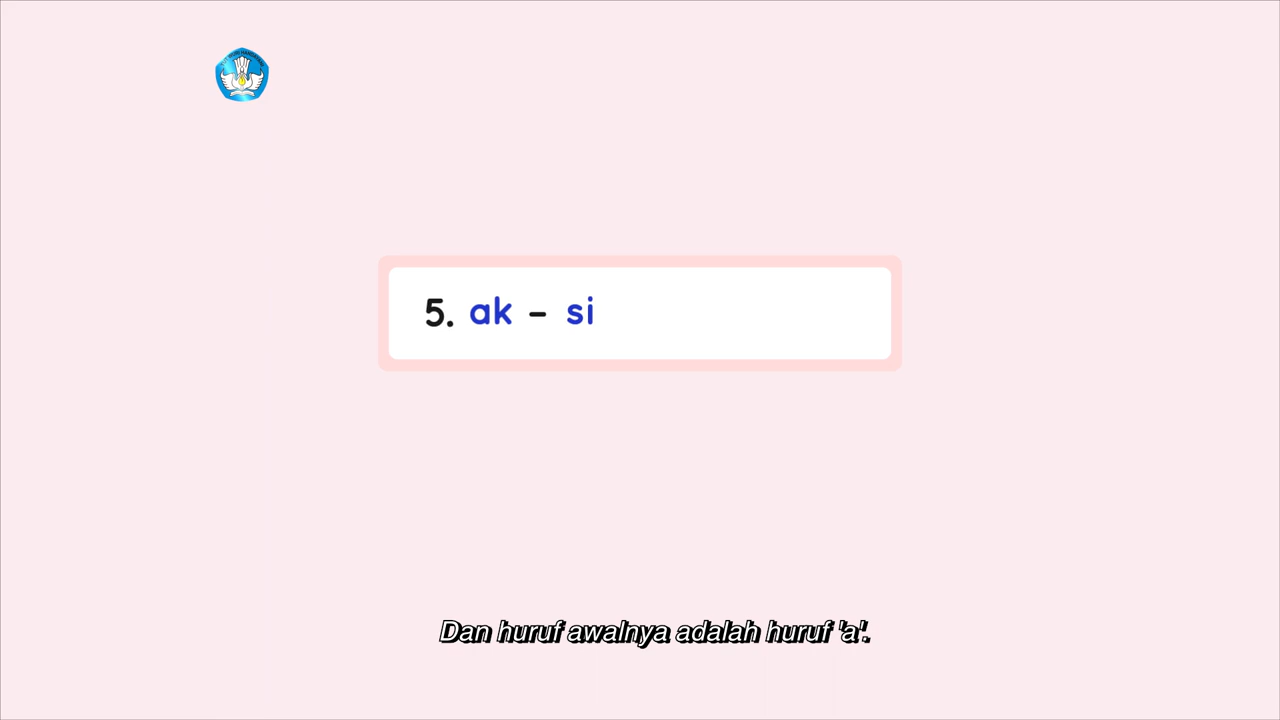 5. ak - si
Dan huruf awalnya adalah huruf 'a'.